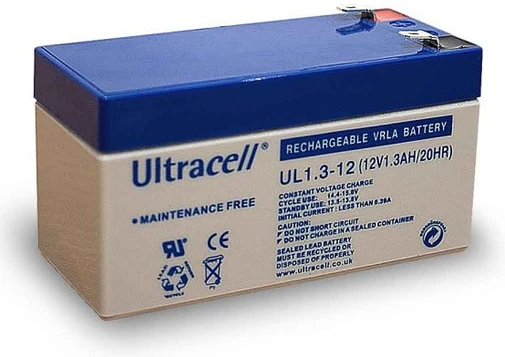 Ultracell®
• MAINTENANCE FREE
RECHARGEABLE VRLA BATTERY
UL1.3-12 (12V1.3AH/20HR)
CONSTANT VOLTAGE CHARGE
CYCLE USE: 14.4-15.0V
STANDBY USE: 13.5-13.8V
INITIAL CURRENT: LESS THAN 0.39A
CAUTION:
DO NOT SHORT CIRCUIT
DO NOT CHARGE IN A SEALED CONTAINER
SEALED LEAD BATTERY
MUST BE RECYCLED OR
DISPOSED OF PROPERLY
www.ultracell.co.uk
CE
Pb